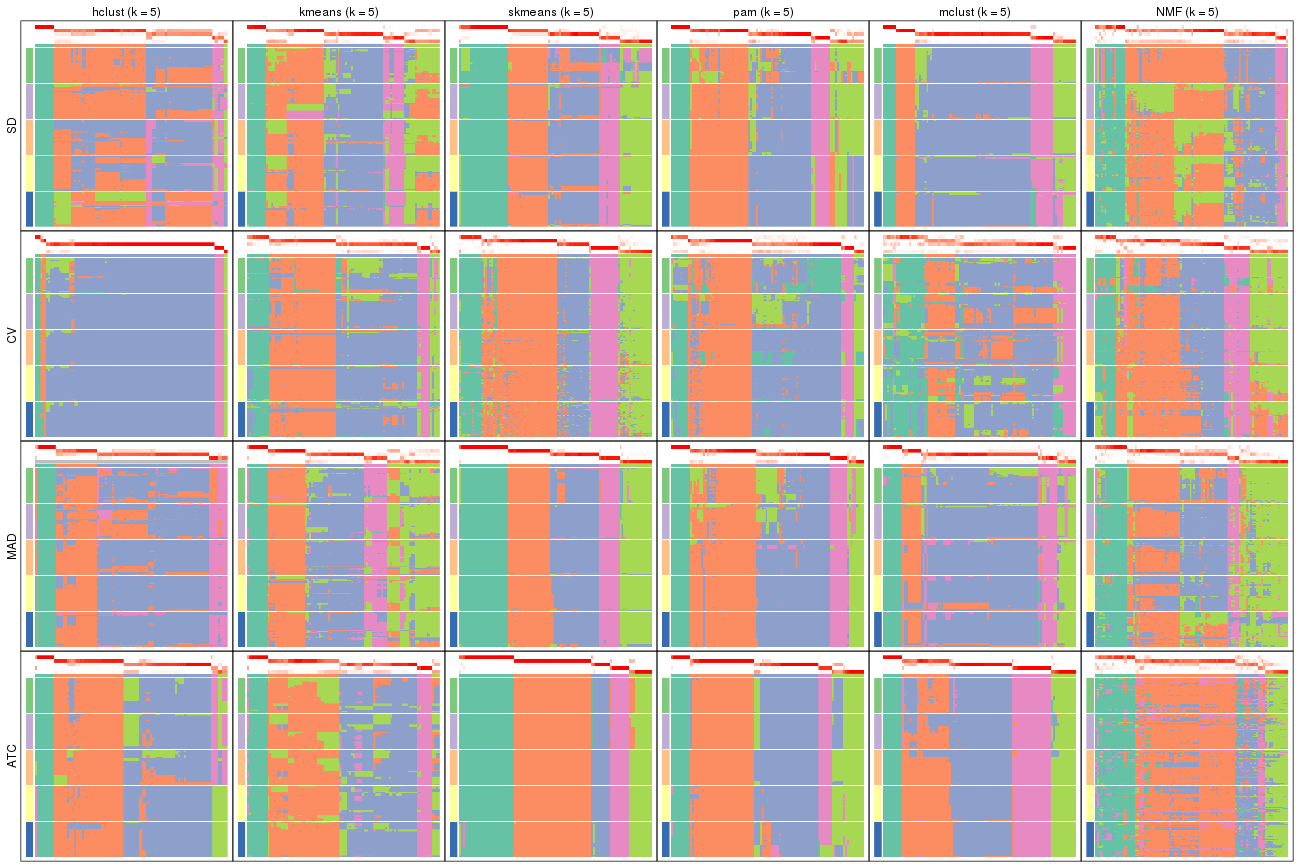 hclust (k = 5)
kmeans (k = 5)
skmeans (k = 5)
pam (k = 5)
mclust (k = 5)
NMF (k = 5)
SD
CV
MAD
ATC